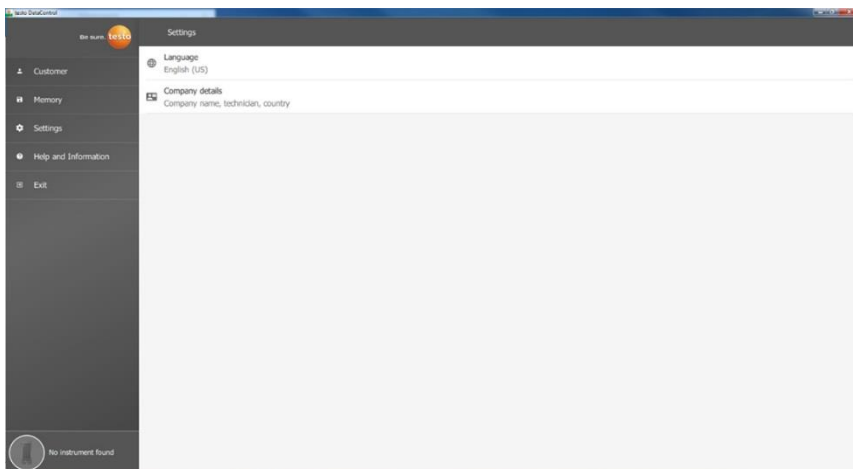 testo DataControl
Be sure. testo
Settings
Customer
Memory
Settings
Help and Information
Exit
Language
English (US)
Company details
Company name, technician, country
No instrument found